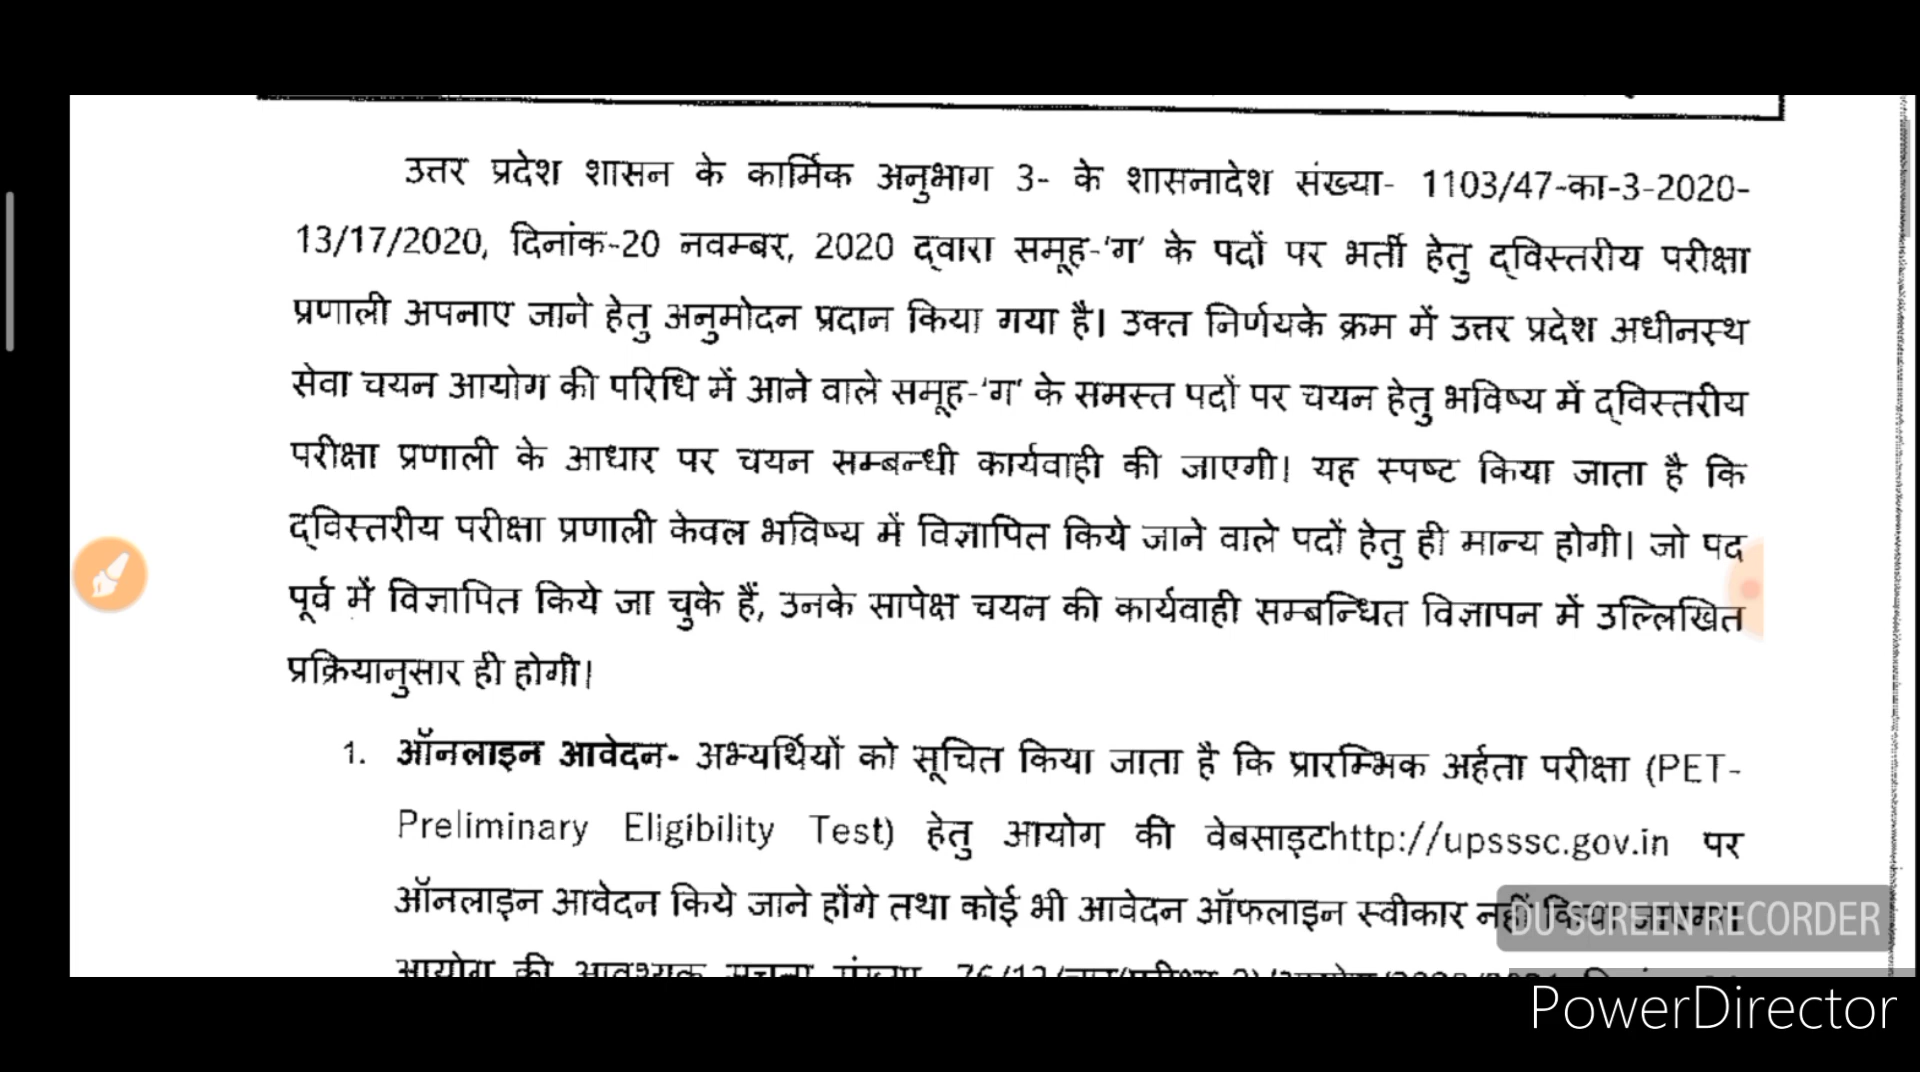 उत्तर प्रदेश शासन के कार्मिक अनुभाग 3- के शासनादेश संख्या- 1103/47-का-3-2020-
13/17/2020, दिनांक-20 नवम्बर, 2020 द्वारा समूह-'ग' के पदों पर भर्ती हेतु द्विस्तरीय परीक्षा
प्रणाली अपनाए जाने हेतु अनुमोदन प्रदान किया गया है। उक्त निर्णयके क्रम में उत्तर प्रदेश अधीनस्थ
सेवा चयन आयोग की परिधि में आने वाले समूह-'ग' के समस्त पदों पर चयन हेतु भविष्य में द्विस्तरीय
परीक्षा प्रणाली के आधार पर चयन सम्बन्धी कार्यवाही की जाएगी। यह स्पष्ट किया जाता है कि
द्विस्तरीय परीक्षा प्रणाली केवल भविष्य में विज्ञापित किये जाने वाले पदों हेतु ही मान्य होगी। जो पद
पूर्व में विज्ञापित किये जा चुके हैं, उनके सापेक्ष चयन की कार्यवाही सम्बन्धित विज्ञापन में उल्लिखित
प्रक्रियानुसार ही होगी।
1. ऑनलाइन आवेदन- अभ्यर्थियों को सूचित किया जाता है कि प्रारम्भिक अर्हता परीक्षा (PET-
Preliminary Eligibility Test) हेतु आयोग की वेबसाइटhttp://upsssc.gov.in पर
ऑनलाइन आवेदन किये जाने होंगे तथा कोई भी आवेदन ऑफलाइन स्वीकार नहीं किया जाएगा।
आयोग की आवश्यक सूचना संख्या
DU SCREEN RECORDER
PowerDirector